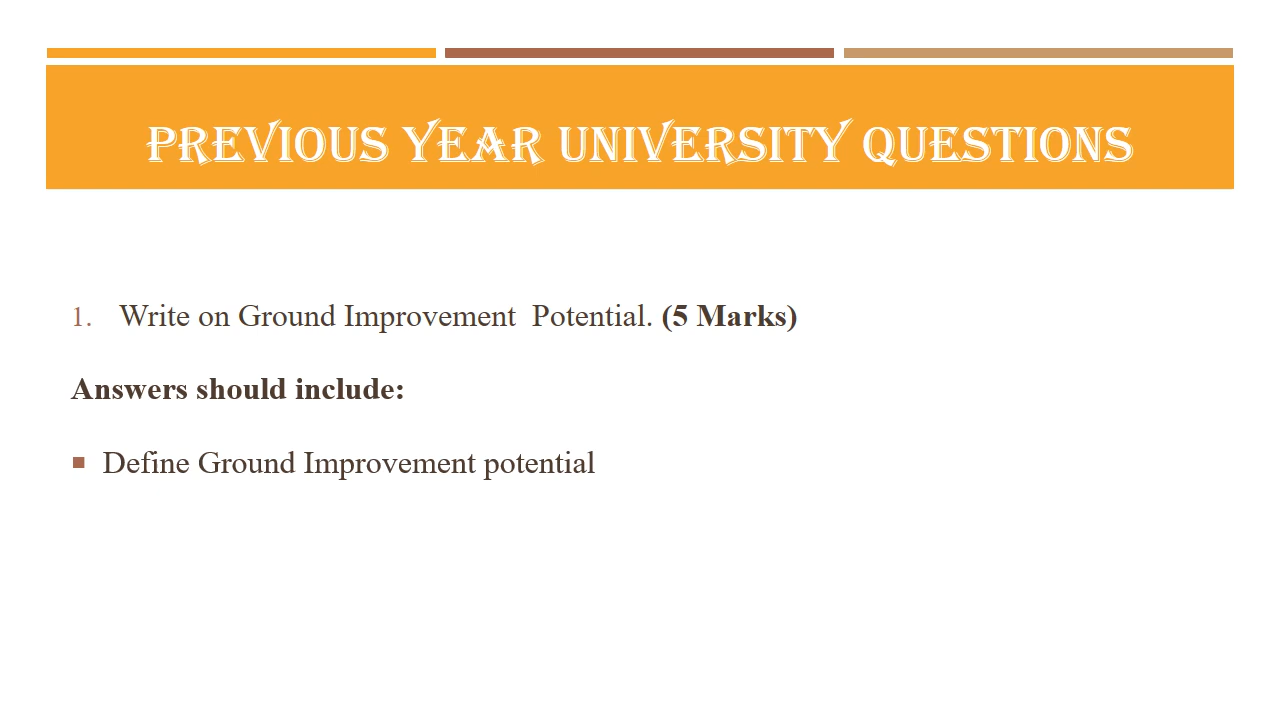 PREVIOUS YEAR UNIVERSITY QUESTIONS
1. Write on Ground Improvement  Potential. (5 Marks)
Answers should include:
▪ Define Ground Improvement potential